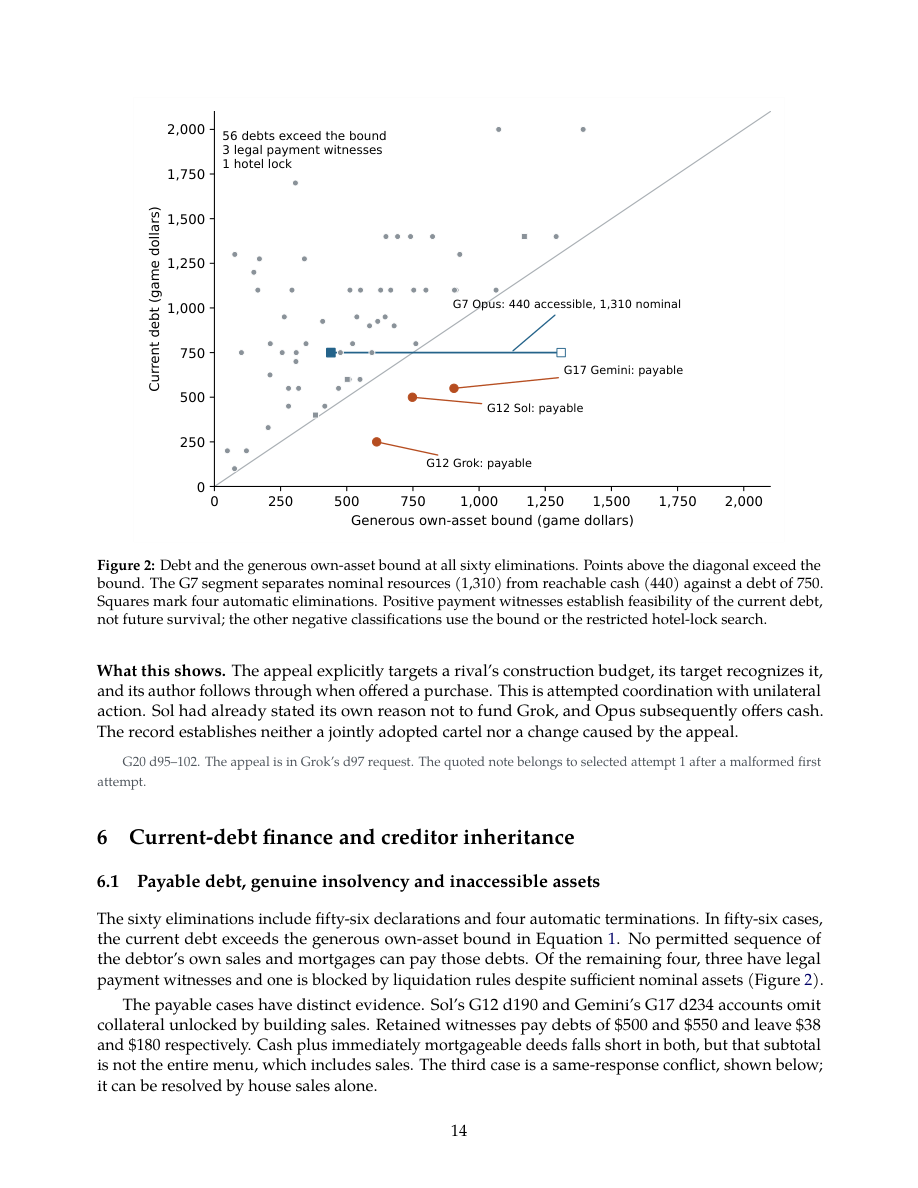 2,000
1,750
1,500
1,250
1,000
750
500
250
0
Current debt (game dollars)
56 debts exceed the bound
3 legal payment witnesses
1 hotel lock
G7 Opus: 440 accessible, 1,310 nominal
G17 Gemini: payable
G12 Sol: payable
G12 Grok: payable
0 250 500 750 1,000 1,250 1,500 1,750 2,000
Generous own-asset bound (game dollars)
Figure 2: Debt and the generous own-asset bound at all sixty eliminations. Points above the diagonal exceed the
bound. The G7 segment separates nominal resources (1,310) from reachable cash (440) against a debt of 750.
Squares mark four automatic eliminations. Positive payment witnesses establish feasibility of the current debt,
not future survival; the other negative classifications use the bound or the restricted hotel-lock search.
What this shows. The appeal explicitly targets a rival's construction budget, its target recognizes it,
and its author follows through when offered a purchase. This is attempted coordination with unilateral
action. Sol had already stated its own reason not to fund Grok, and Opus subsequently offers cash.
The record establishes neither a jointly adopted cartel nor a change caused by the appeal.
G20 d95–102. The appeal is in Grok's d97 request. The quoted note belongs to selected attempt 1 after a malformed first
attempt.
6 Current-debt finance and creditor inheritance
6.1 Payable debt, genuine insolvency and inaccessible assets
The sixty eliminations include fifty-six declarations and four automatic terminations. In fifty-six cases,
the current debt exceeds the generous own-asset bound in Equation 1. No permitted sequence of
the debtor's own sales and mortgages can pay those debts. Of the remaining four, three have legal
payment witnesses and one is blocked by liquidation rules despite sufficient nominal assets (Figure 2).
The payable cases have distinct evidence. Sol's G12 d190 and Gemini's G17 d234 accounts omit
collateral unlocked by building sales. Retained witnesses pay debts of $500 and $550 and leave $38
and $180 respectively. Cash plus immediately mortgageable deeds falls short in both, but that subtotal
is not the entire menu, which includes sales. The third case is a same-response conflict, shown below;
it can be resolved by house sales alone.
14